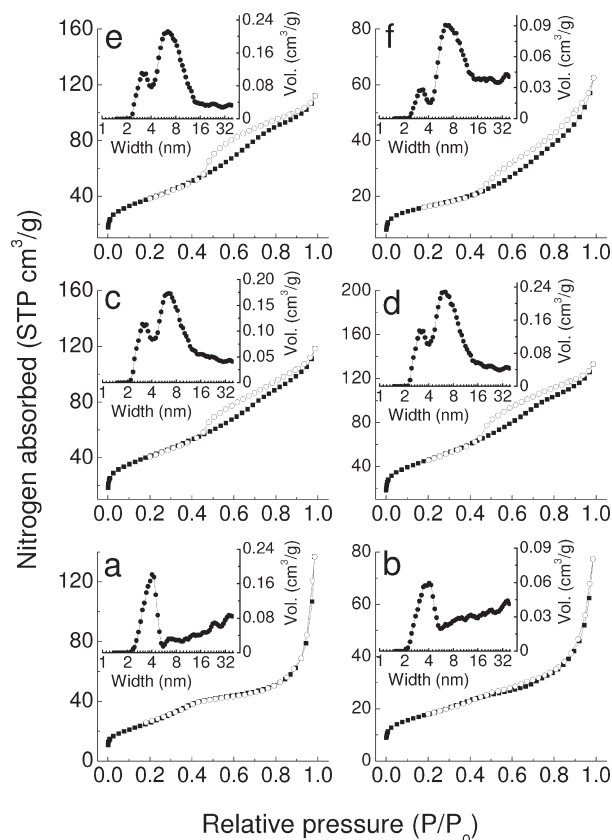 Nitrogen absorbed (STP cm³/g)
e
160
120
80
40
0.0 0.2 0.4 0.6 0.8 1.0
0.24
0.18
0.12
0.06
0
Vol. (cm³/g)
1 2 4 8 16 32
Width (nm)
f
80
60
40
20
0
0.0 0.2 0.4 0.6 0.8 1.0
0.09
0.06
0.03
0
Vol. (cm³/g)
1 2 4 8 16 32
Width (nm)
c
160
120
80
40
0.0 0.2 0.4 0.6 0.8 1.0
0.20
0.15
0.10
0.05
0
Vol. (cm³/g)
1 2 4 8 16 32
Width (nm)
d
200
160
120
80
40
0.0 0.2 0.4 0.6 0.8 1.0
0.24
0.16
0.08
0
Vol. (cm³/g)
1 2 4 8 16 32
Width (nm)
a
120
80
40
0
0.0 0.2 0.4 0.6 0.8 1.0
0.24
0.18
0.12
0.06
0
Vol. (cm³/g)
1 2 4 8 16 32
Width (nm)
b
80
60
40
20
0
0.0 0.2 0.4 0.6 0.8 1.0
0.09
0.06
0.03
0
Vol. (cm³/g)
1 2 4 8 16 32
Width (nm)
Relative pressure (P/P₀)